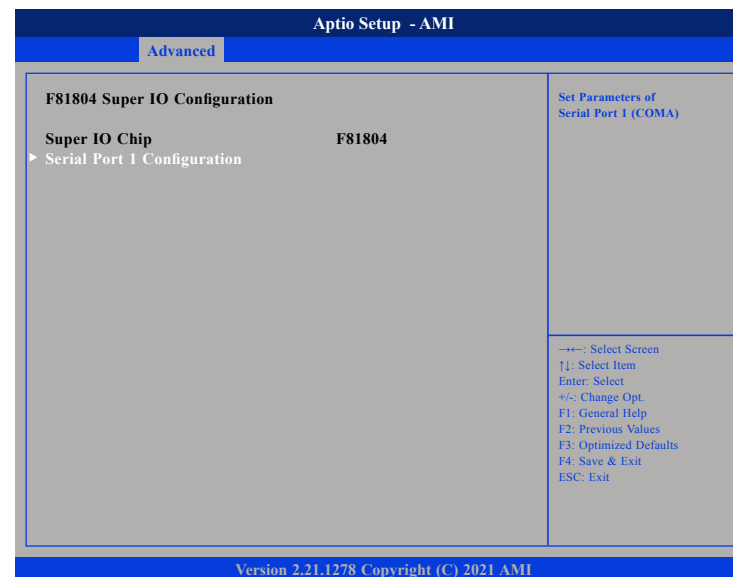 Aptio Setup - AMI
Advanced
F81804 Super IO Configuration
Super IO Chip F81804
► Serial Port 1 Configuration
Set Parameters of
Serial Port 1 (COMA)
→←: Select Screen
↑↓: Select Item
Enter: Select
+/-: Change Opt.
F1: General Help
F2: Previous Values
F3: Optimized Defaults
F4: Save & Exit
ESC: Exit
Version 2.21.1278 Copyright (C) 2021 AMI